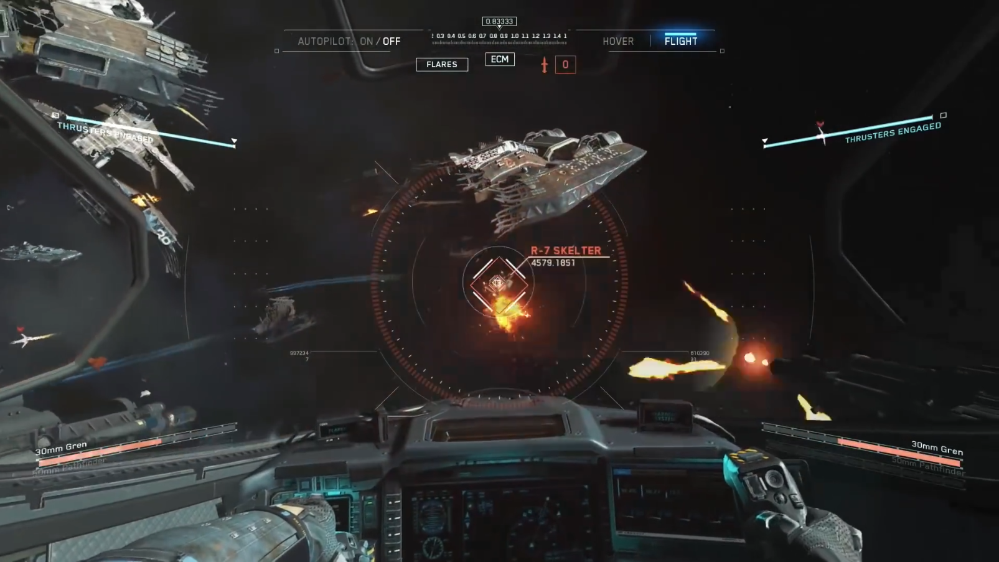 0.83333
0.3 0.4 0.5 0.6 0.7 0.8 0.9 1.0 1.1 1.2 1.3 1.4 1
AUTOPILOT: ON / OFF
HOVER
FLIGHT
FLARES
ECM
0
THRUSTERS ENGAGED
THRUSTERS ENGAGED
R-7 SKELTER
4579.1851
997234
7
610390
31
30mm Gren
50mm Pathfinder
30mm Gren
50mm Pathfinder